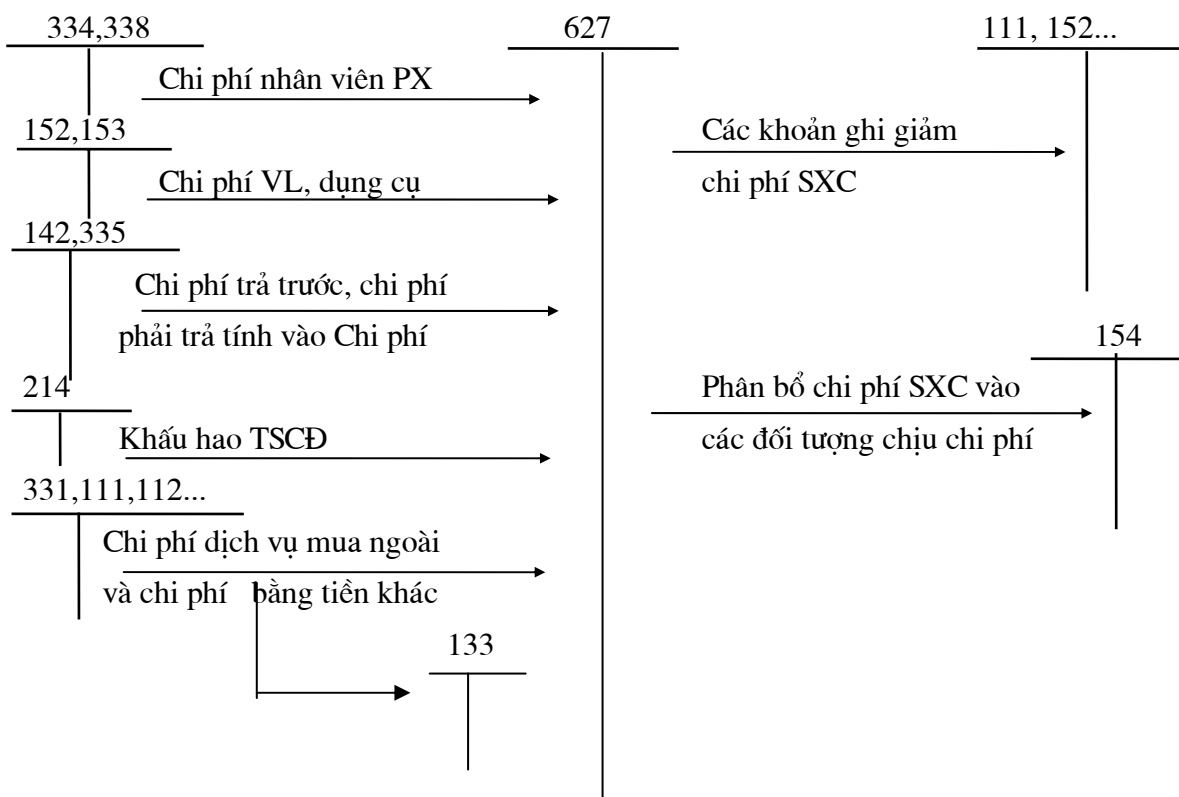 334,338
627
111, 152...
Chi phí nhân viên PX
152,153
Các khoản ghi giảm
Chi phí VL, dụng cụ
chi phí SXC
142,335
Chi phí trả trước, chi phí
phải trả tính vào Chi phí
154
214
Phân bổ chi phí SXC vào
Khấu hao TSCĐ
các đối tượng chịu chi phí
331,111,112...
Chi phí dịch vụ mua ngoài
và chi phí bằng tiền khác
133